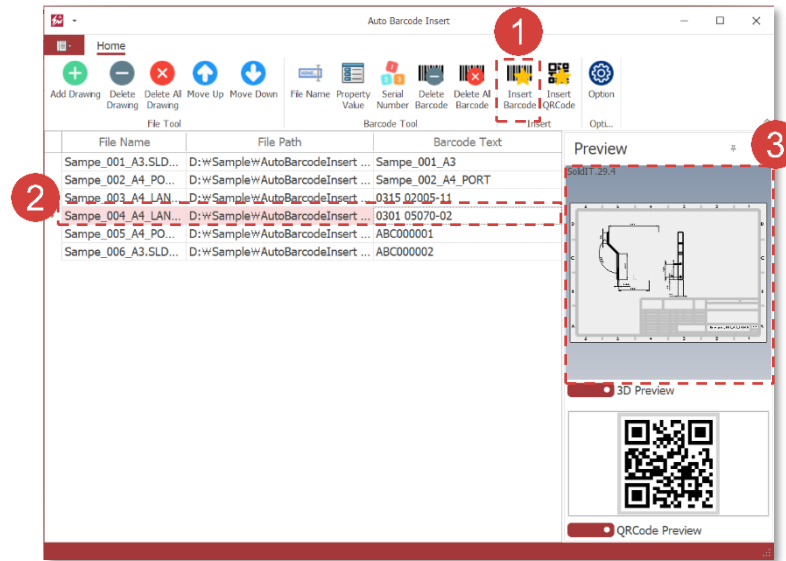 Auto Barcode Insert
1
Home
Add Drawing
Delete Drawing
Delete All Drawing
Move Up
Move Down
File Name
Property Value
Serial Number
Delete Barcode
Delete All Barcode
Insert Barcode
Insert QRCode
Option
File Tool
Barcode Tool
Insert
Opti...
File Name File Path Barcode Text
Preview
3
Sampe_001_A3.SLD... D:₩Sample₩AutoBarcodeInsert ... Sampe_001_A3
Sampe_002_A4_PO... D:₩Sample₩AutoBarcodeInsert ... Sampe_002_A4_PORT
2
Sampe_003_A4_LAN... D:₩Sample₩AutoBarcodeInsert ... 0315 02005-11
Sampe_004_A4_LAN... D:₩Sample₩AutoBarcodeInsert ... 0301 05070-02
Sampe_005_A4_PO... D:₩Sample₩AutoBarcodeInsert ... ABC000001
Sampe_006_A3.SLD... D:₩Sample₩AutoBarcodeInsert ... ABC000002
SolidIT.29.4
3D Preview
QRCode Preview